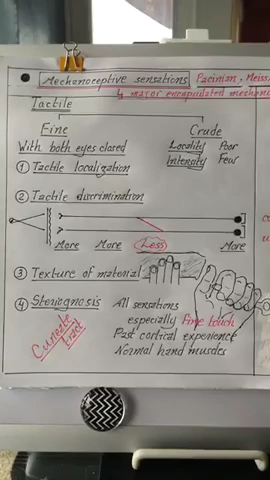 Mechanoceptive sensations Pacinian, Meiss
4 major encapsulated mechan
Tactile
Fine Crude
With both eyes closed Locality Poor
① Tactile localization Intensity Few
② Tactile discrimination
More More Less More
③ Texture of material
④ Steriognosis All sensations
especially Fine touch
Past cortical experience
Normal hand muscles
Cuneate
tract